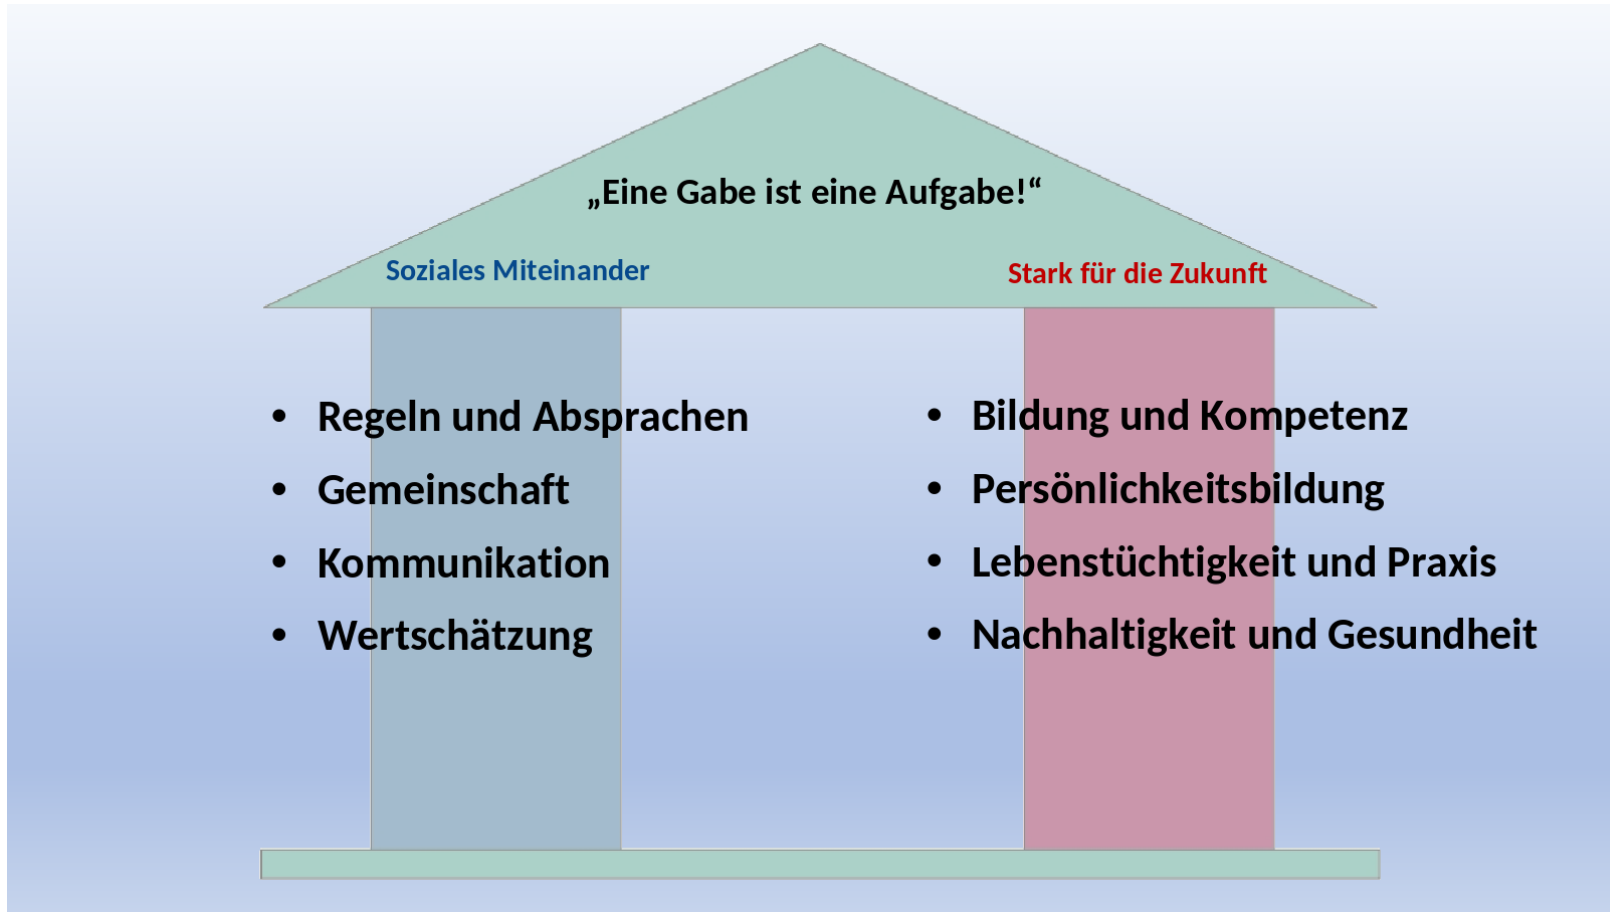 „Eine Gabe ist eine Aufgabe!“
Soziales Miteinander
Stark für die Zukunft
• Regeln und Absprachen
• Gemeinschaft
• Kommunikation
• Wertschätzung
• Bildung und Kompetenz
• Persönlichkeitsbildung
• Lebenstüchtigkeit und Praxis
• Nachhaltigkeit und Gesundheit